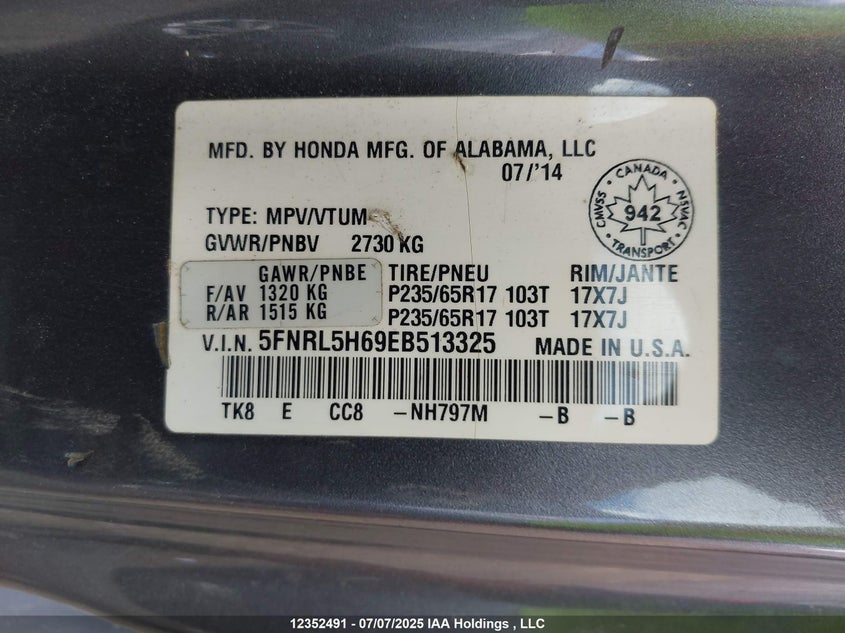 MFD. BY HONDA MFG. OF ALABAMA, LLC
07/'14
CANADA
CMVSS 942 NSVAC
TRANSPORT
TYPE: MPV/VTUM
GVWR/PNBV 2730 KG
GAWR/PNBE TIRE/PNEU RIM/JANTE
F/AV 1320 KG P235/65R17 103T 17X7J
R/AR 1515 KG P235/65R17 103T 17X7J
V.I.N. 5FNRL5H69EB513325 MADE IN U.S.A.
TK8 E CC8 -NH797M -B -B
12352491 - 07/07/2025 IAA Holdings , LLC